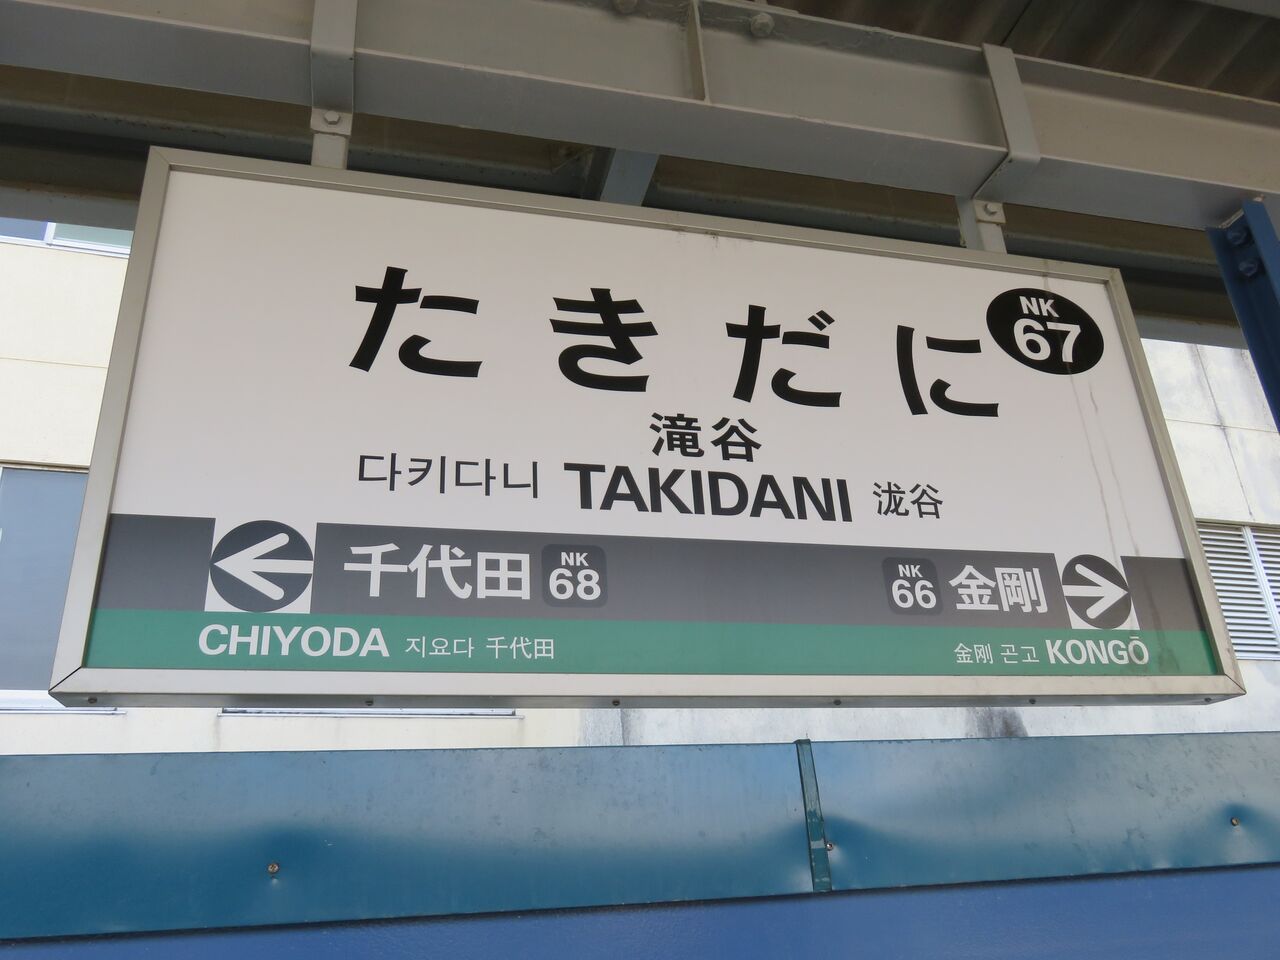 たきだに
NK
67
滝谷
다키다니 TAKIDANI 泷谷
千代田 NK 68
NK 66 金剛
CHIYODA 지요다 千代田
金刚 곤고 KONGŌ